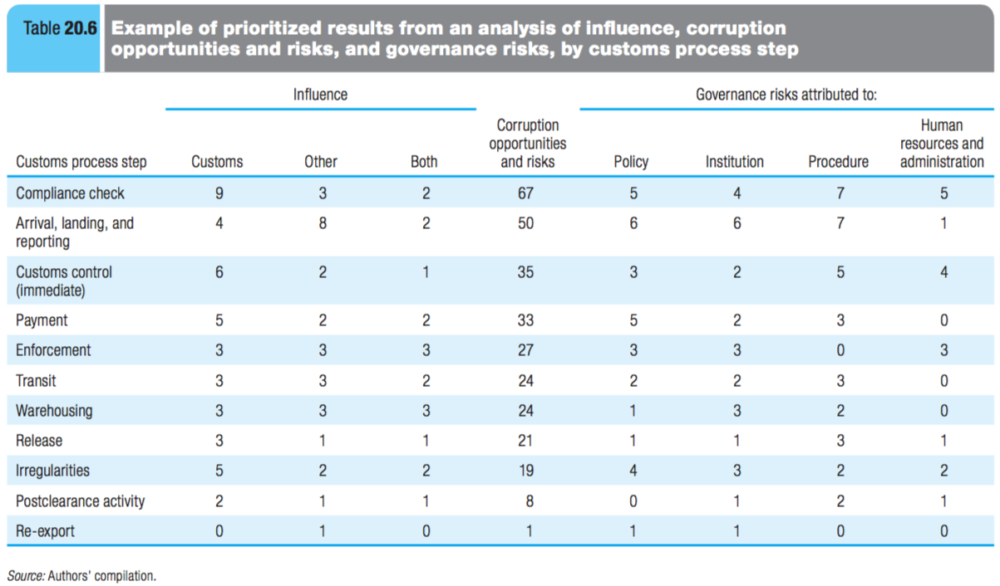 Table 20.6
Example of prioritized results from an analysis of influence, corruption
opportunities and risks, and governance risks, by customs process step
Influence Governance risks attributed to:
Customs process step Customs Other Both Corruption opportunities and risks Policy Institution Procedure Human resources and administration
Compliance check 9 3 2 67 5 4 7 5
Arrival, landing, and
reporting 4 8 2 50 6 6 7 1
Customs control
(immediate) 6 2 1 35 3 2 5 4
Payment 5 2 2 33 5 2 3 0
Enforcement 3 3 3 27 3 3 0 3
Transit 3 3 2 24 2 2 3 0
Warehousing 3 3 3 24 1 3 2 0
Release 3 1 1 21 1 1 3 1
Irregularities 5 2 2 19 4 3 2 2
Postclearance activity 2 1 1 8 0 1 2 1
Re-export 0 1 0 1 1 1 0 0
Source: Authors' compilation.